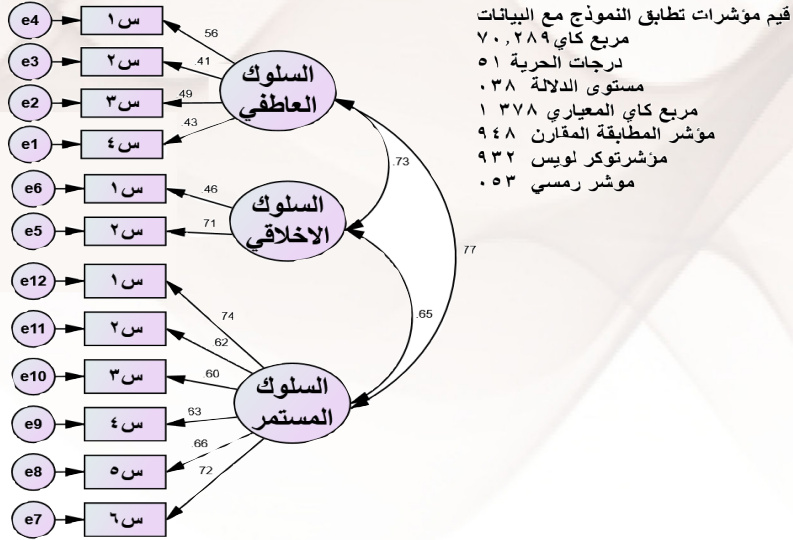 قيم مؤشرات تطابق النموذج مع البيانات
مربع كاي ٧٠,٢٨٩
درجات الحرية ٥١
مستوى الدلالة ٠٣٨
مربع كاي المعياري ٣٧٨ ١
مؤشر المطابقة المقارن ٩٤٨
مؤشرتوكر لويس ٩٣٢
موشر رمسي ٠٥٣
e4
س١
56
e3
س٢
.41
e2
س٣
.49
e1
س٤
.43
السلوك
العاطفي
e6
س١
.46
e5
س٢
.71
السلوك
الاخلاقي
e12
س١
.74
e11
س٢
.62
e10
س٣
.60
e9
س٤
63
e8
س٥
.66
e7
س٦
72
السلوك
المستمر
.73
77
.65